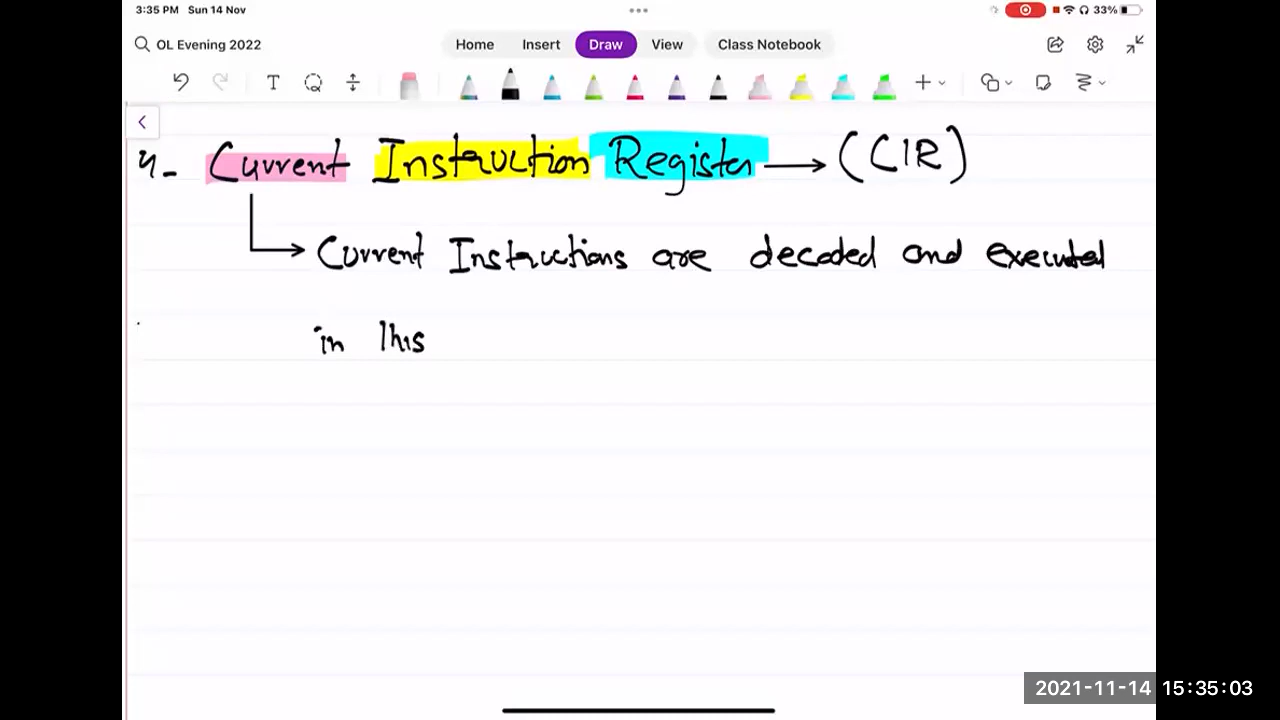 3:35 PM Sun 14 Nov
33%
OL Evening 2022
Home Insert Draw View Class Notebook
T
4- Current Instruction Register → (CIR)
Current Instructions are decoded and executed
in this
2021-11-14 15:35:03